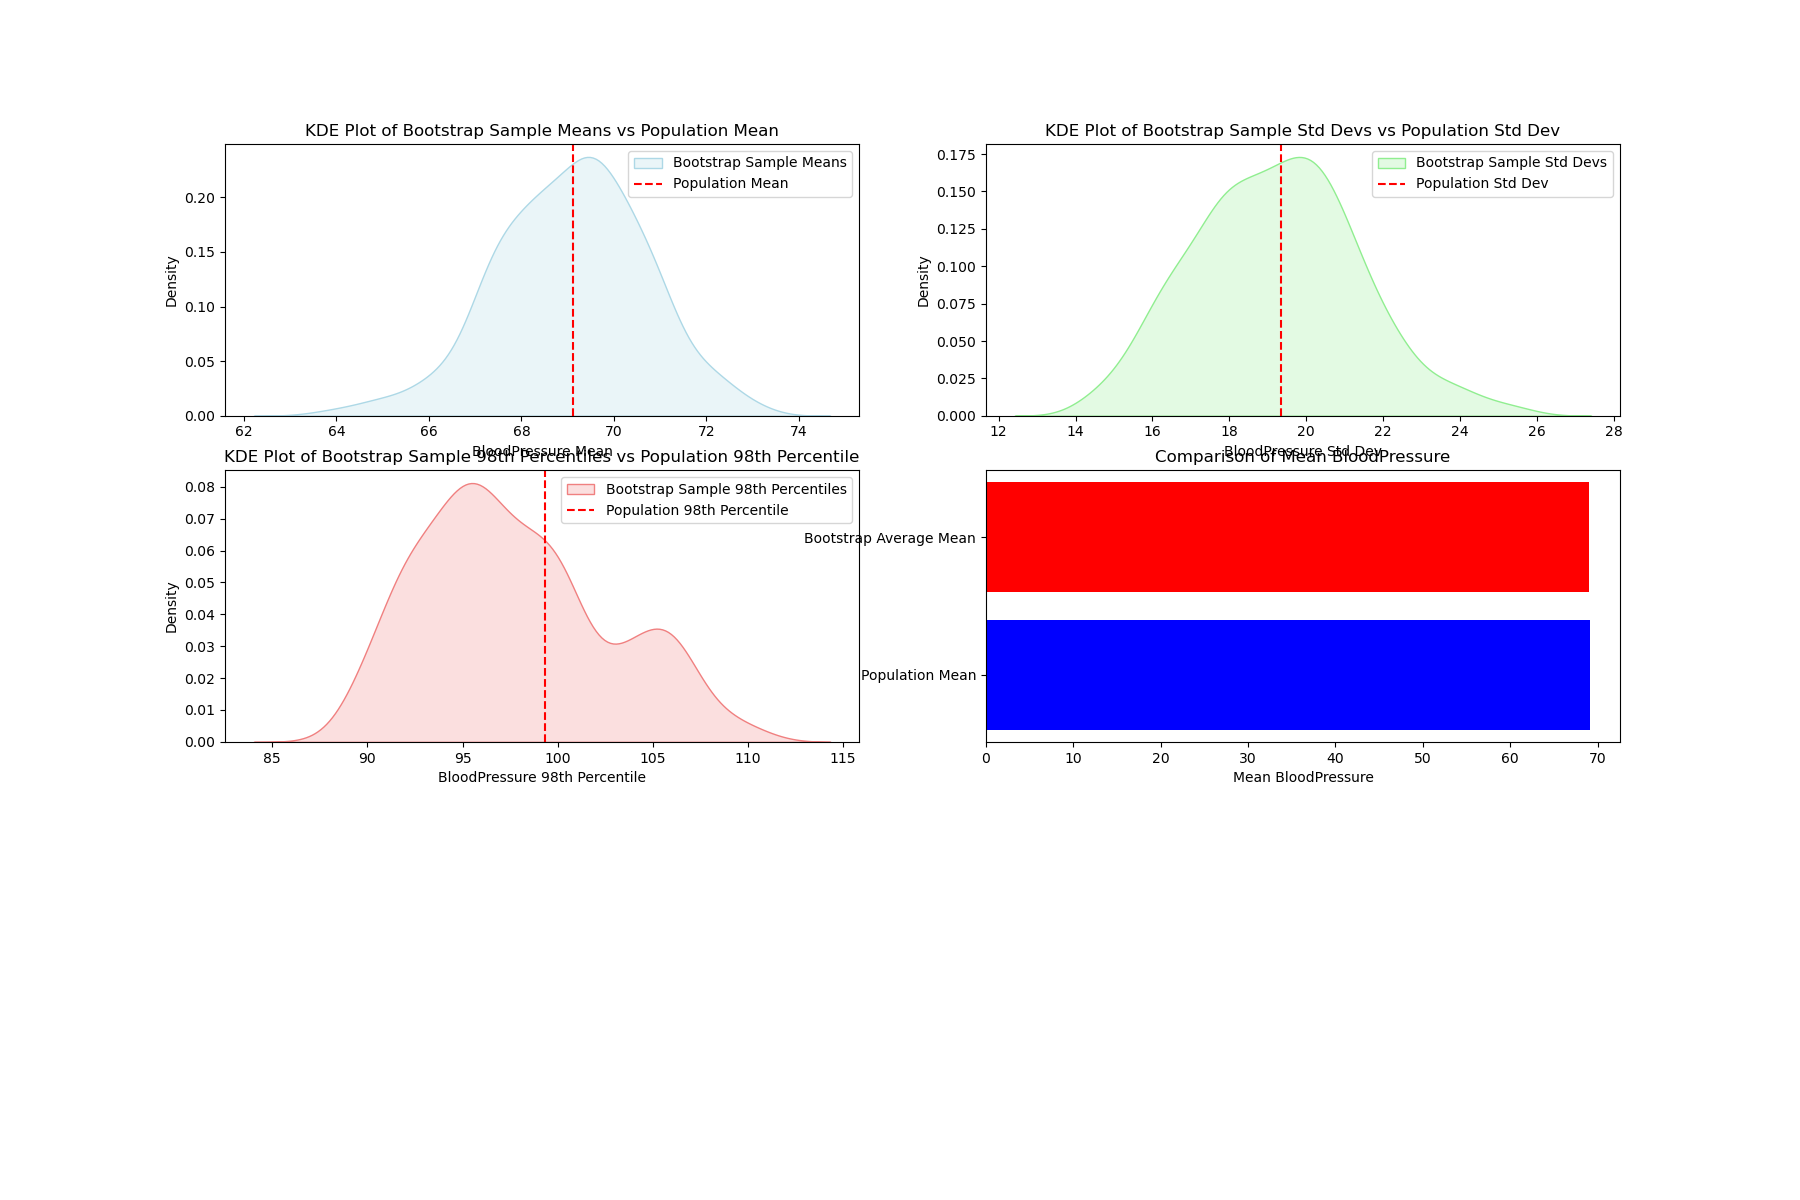 KDE Plot of Bootstrap Sample Means vs Population Mean
Bootstrap Sample Means
Population Mean
Density
0.20
0.15
0.10
0.05
0.00
62 64 66 68 70 72 74
BloodPressure Mean
KDE Plot of Bootstrap Sample Std Devs vs Population Std Dev
Bootstrap Sample Std Devs
Population Std Dev
Density
0.175
0.150
0.125
0.100
0.075
0.050
0.025
0.000
12 14 16 18 20 22 24 26 28
BloodPressure Std Dev
KDE Plot of Bootstrap Sample 98th Percentiles vs Population 98th Percentile
Bootstrap Sample 98th Percentiles
Population 98th Percentile
Density
0.08
0.07
0.06
0.05
0.04
0.03
0.02
0.01
0.00
85 90 95 100 105 110 115
BloodPressure 98th Percentile
Comparison of Mean BloodPressure
Bootstrap Average Mean
Population Mean
0 10 20 30 40 50 60 70
Mean BloodPressure